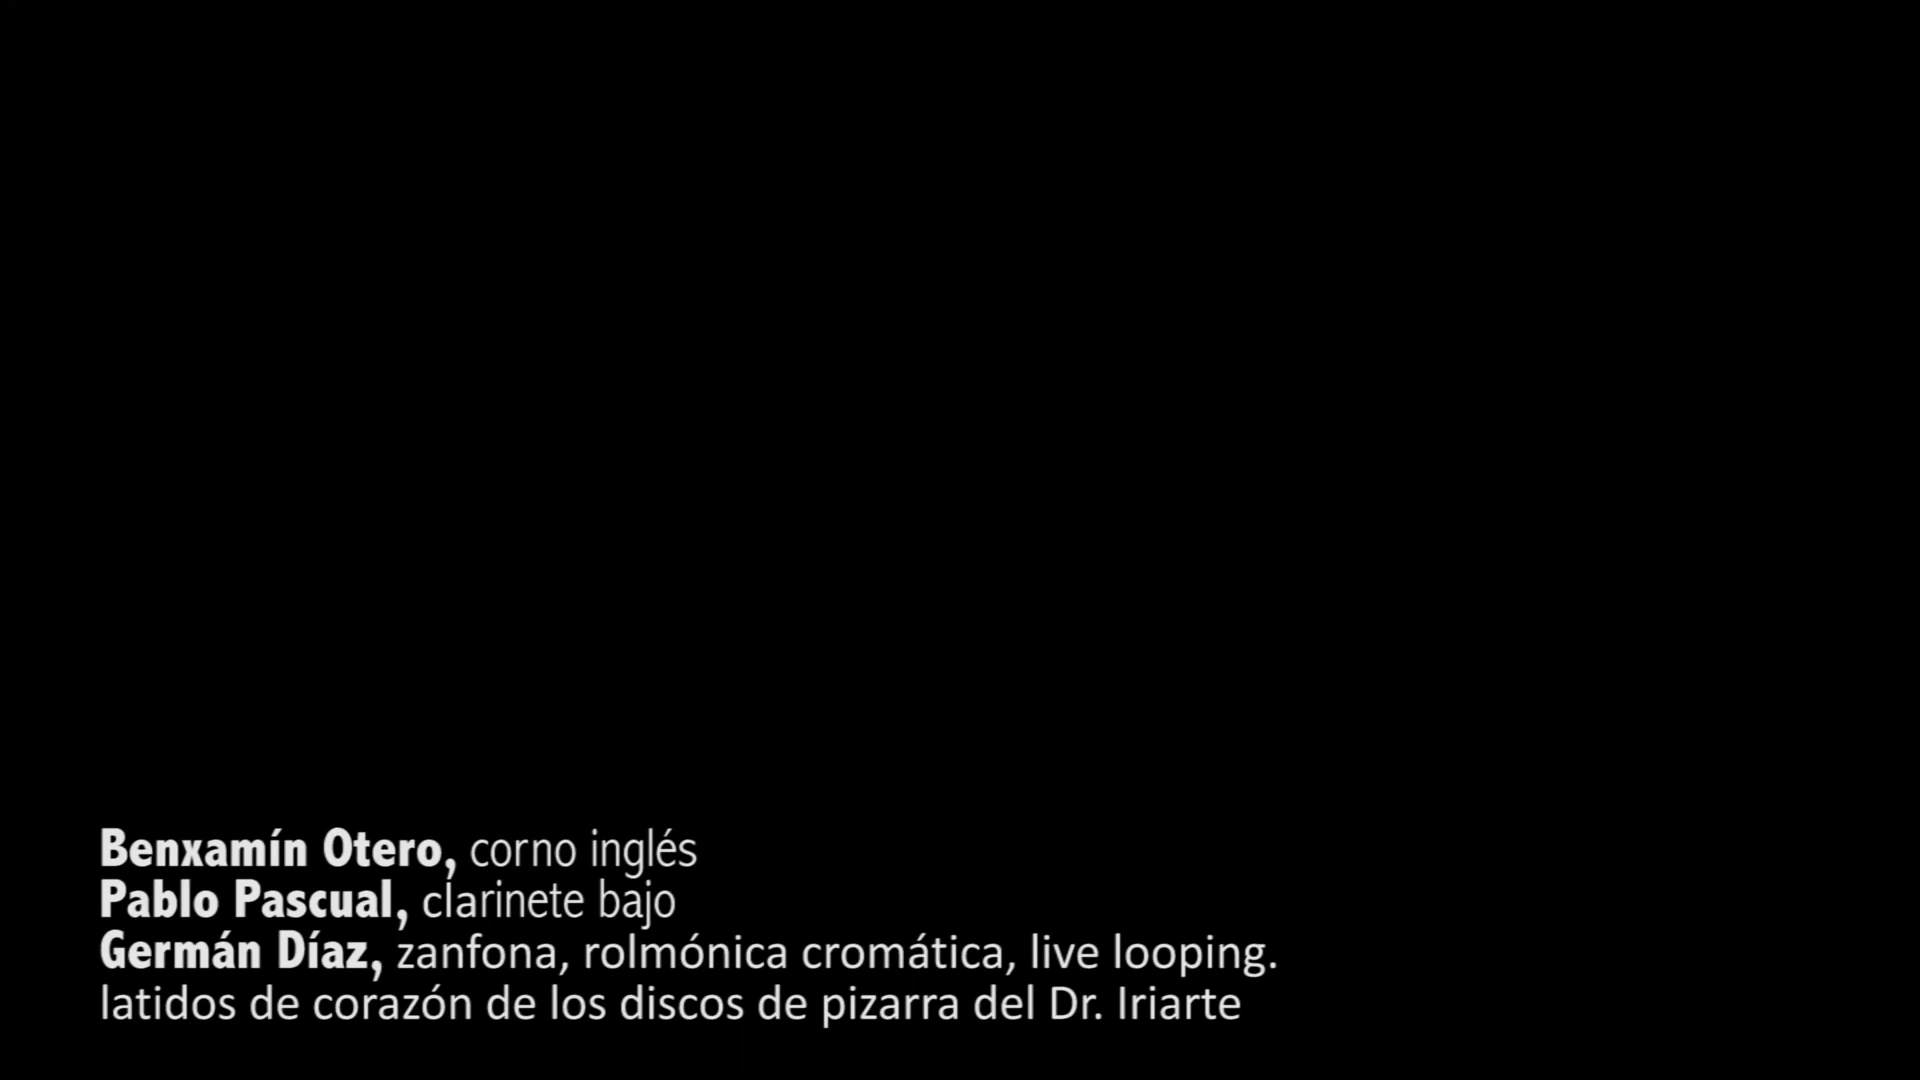 Benxamín Otero, corno inglés
Pablo Pascual, clarinete bajo
Germán Díaz, zanfona, rolmónica cromática, live looping.
latidos de corazón de los discos de pizarra del Dr. Iriarte